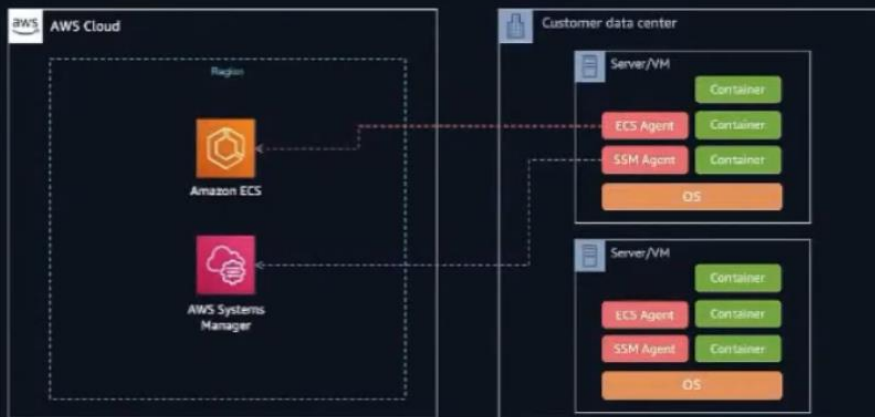 aws
AWS Cloud
Region
Amazon ECS
AWS Systems
Manager
Customer data center
Server/VM
Container
ECS Agent
Container
SSM Agent
Container
OS
Server/VM
Container
ECS Agent
Container
SSM Agent
Container
OS